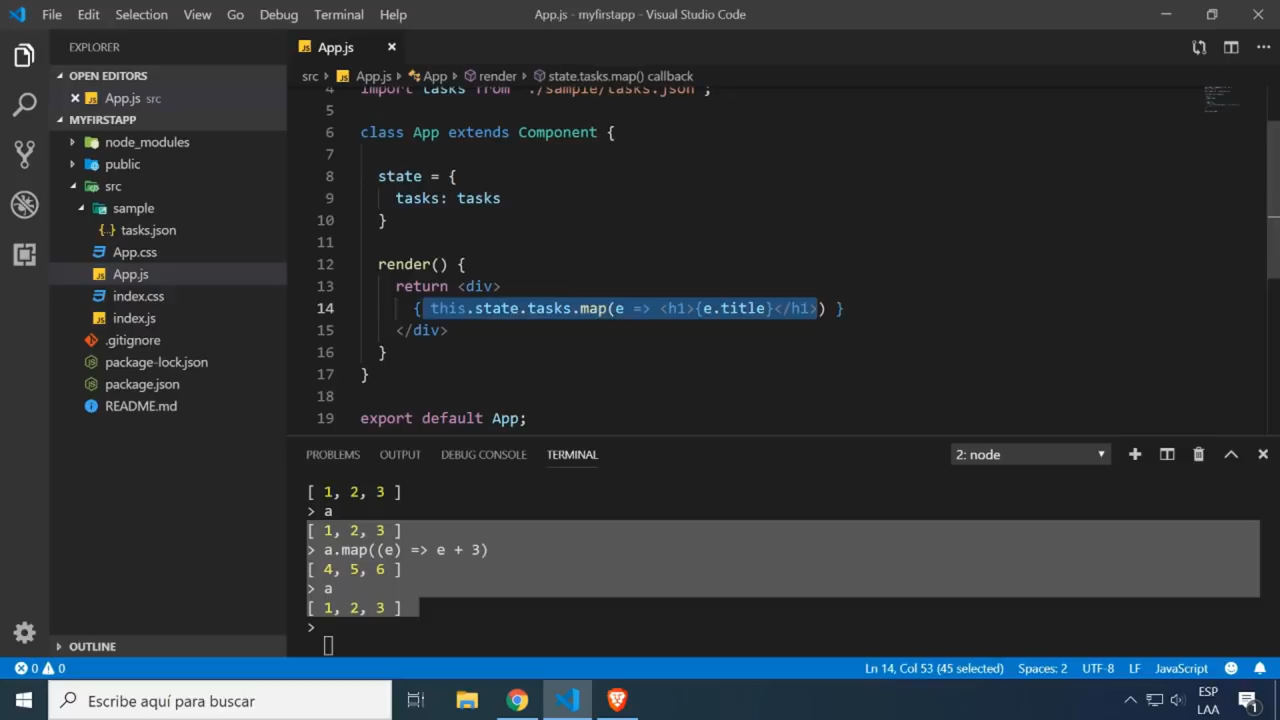 File Edit Selection View Go Debug Terminal Help App.js - myfirstapp - Visual Studio Code
EXPLORER
OPEN EDITORS
App.js src
MYFIRSTAPP
node_modules
public
src
sample
tasks.json
App.css
App.js
index.css
index.js
.gitignore
package-lock.json
package.json
README.md
OUTLINE
App.js
src App.js App render state.tasks.map() callback
4 import tasks from './sample/tasks.json';
5
6 class App extends Component {
7
8 state = {
9 tasks: tasks
10 }
11
12 render() {
13 return <div>
14 { this.state.tasks.map(e => <h1>{e.title}</h1>) }
15 </div>
16 }
17 }
18
19 export default App;
PROBLEMS OUTPUT DEBUG CONSOLE TERMINAL 2: node
[ 1, 2, 3 ]
> a
[ 1, 2, 3 ]
> a.map((e) => e + 3)
[ 4, 5, 6 ]
> a
[ 1, 2, 3 ]
>
0 0 Ln 14, Col 53 (45 selected) Spaces: 2 UTF-8 LF JavaScript
Escribe aquí para buscar
ESP
LAA
1